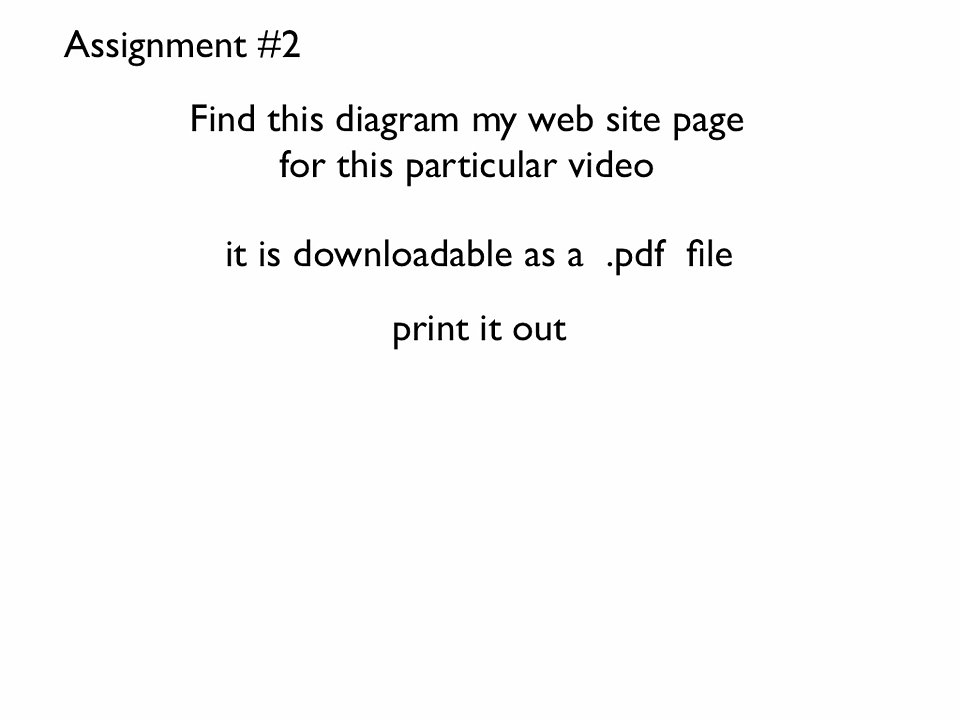 Assignment #2
Find this diagram my web site page
for this particular video
it is downloadable as a .pdf file
print it out